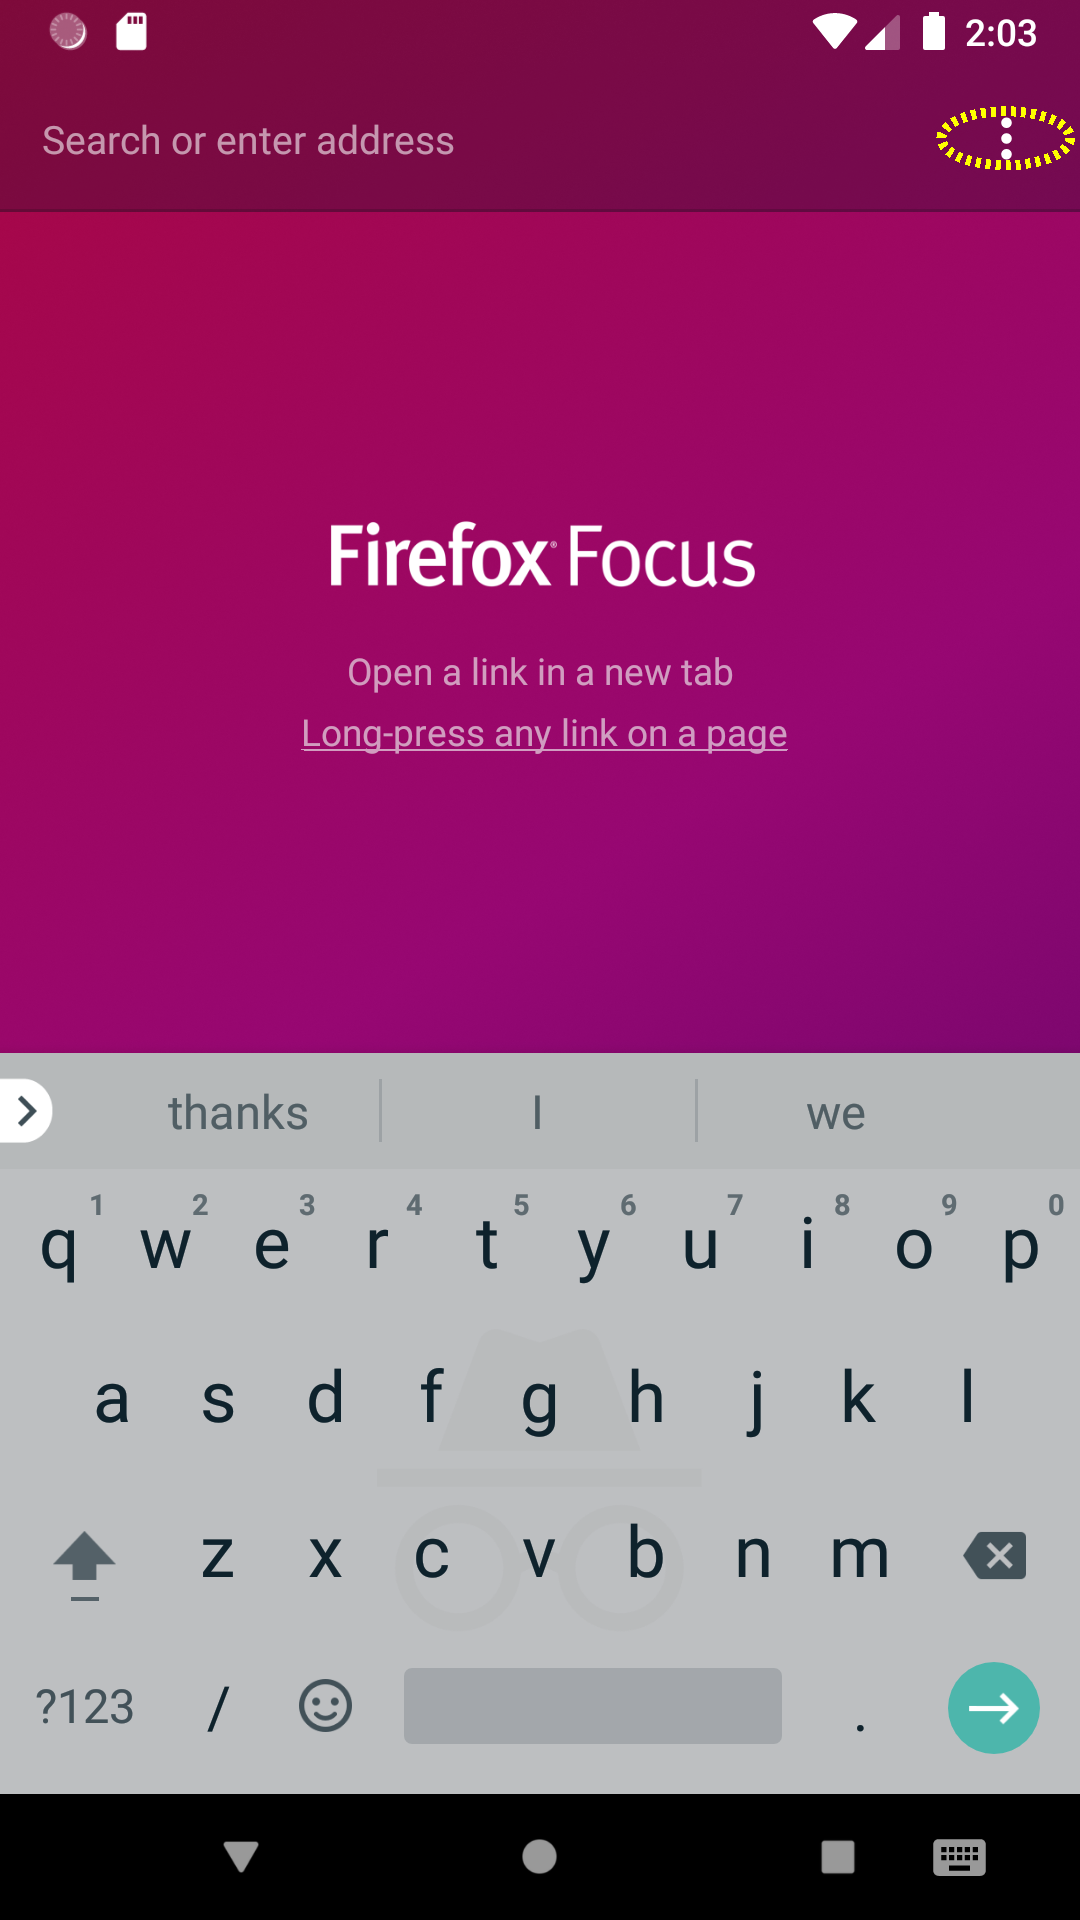 2:03
Search or enter address
Firefox Focus
Open a link in a new tab
Long-press any link on a page
thanks I we
1 2 3 4 5 6 7 8 9 0
q w e r t y u i o p
a s d f g h j k l
z x c v b n m
?123 / .